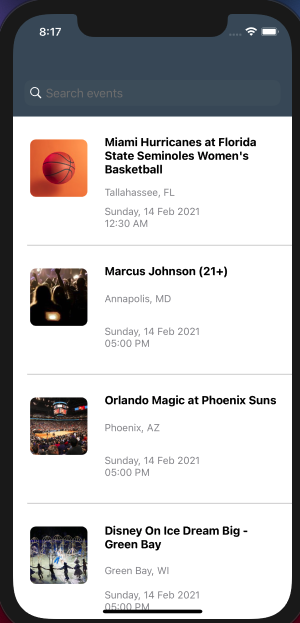 8:17
Search events
Miami Hurricanes at Florida
State Seminoles Women's
Basketball
Tallahassee, FL
Sunday, 14 Feb 2021
12:30 AM
Marcus Johnson (21+)
Annapolis, MD
Sunday, 14 Feb 2021
05:00 PM
Orlando Magic at Phoenix Suns
Phoenix, AZ
Sunday, 14 Feb 2021
05:00 PM
Disney On Ice Dream Big -
Green Bay
Green Bay, WI
Sunday, 14 Feb 2021
05:00 PM